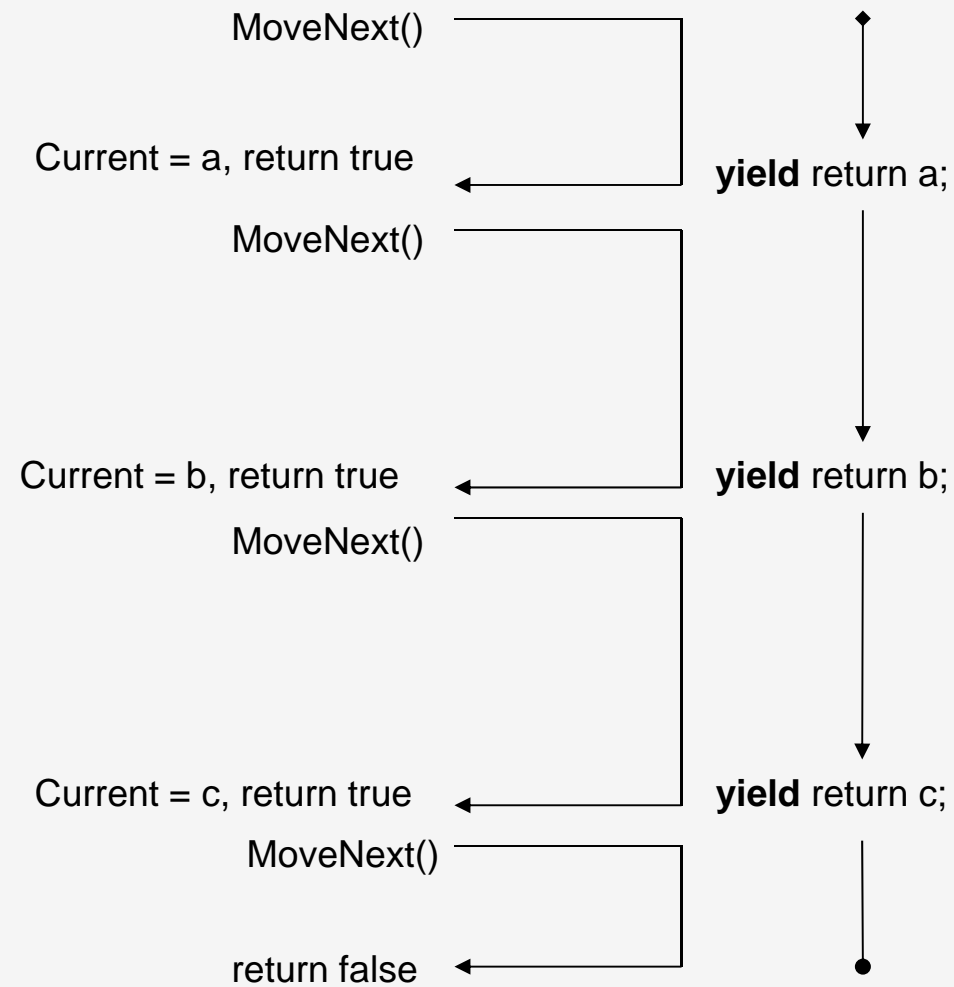 MoveNext()
Current = a, return true
yield return a;
MoveNext()
Current = b, return true
yield return b;
MoveNext()
Current = c, return true
yield return c;
MoveNext()
return false